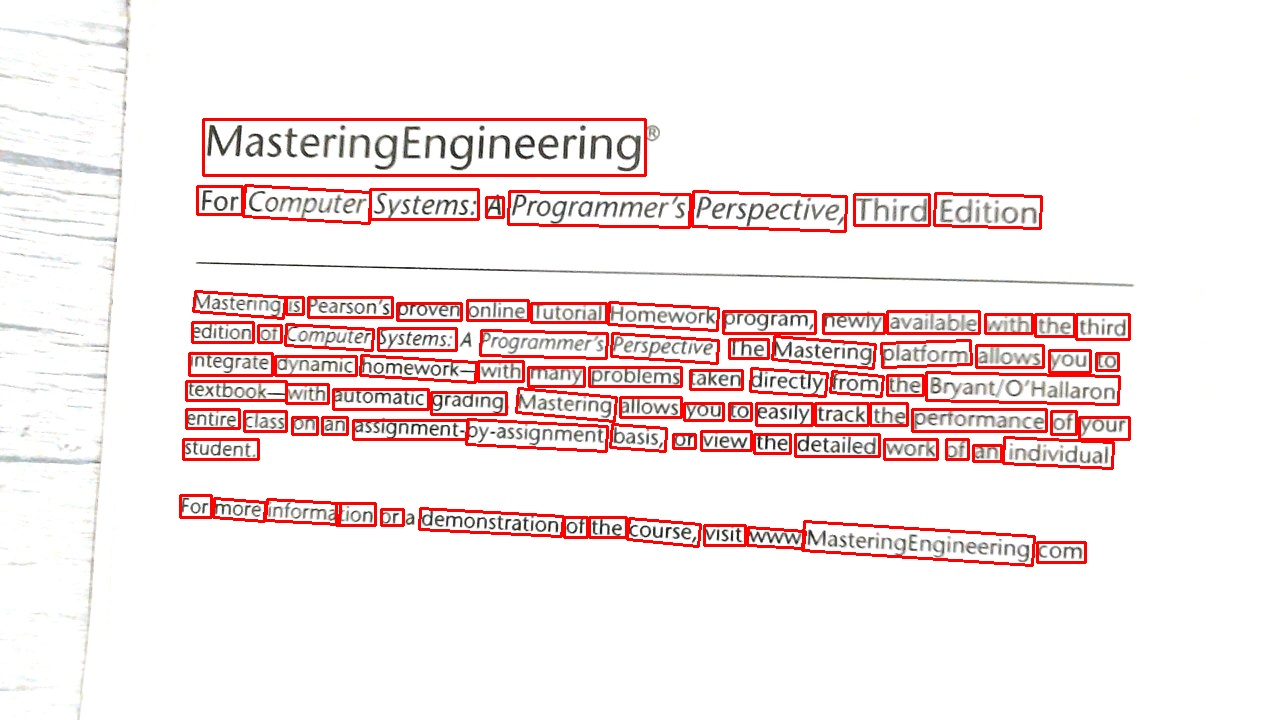 MasteringEngineering®
For Computer Systems: A Programmer's Perspective, Third Edition
Mastering is Pearson's proven online Tutorial Homework program, newly available with the third
edition of Computer Systems: A Programmer's Perspective. The Mastering platform allows you to
integrate dynamic homework—with many problems taken directly from the Bryant/O'Hallaron
textbook—with automatic grading. Mastering allows you to easily track the performance of your
entire class on an assignment-by-assignment basis, or view the detailed work of an individual
student.
For more information or a demonstration of the course, visit www.MasteringEngineering.com